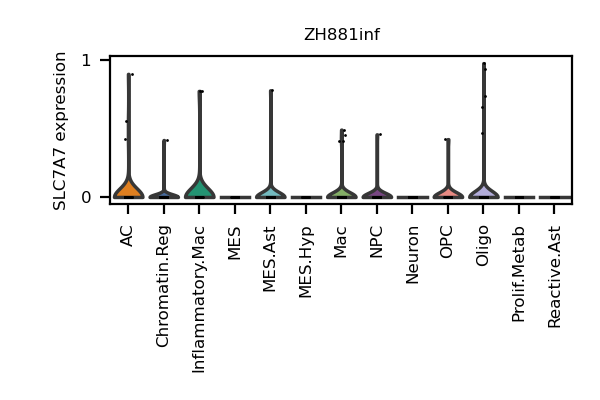 ZH881inf
SLC7A7 expression
1
0
AC
Chromatin.Reg
Inflammatory.Mac
MES
MES.Ast
MES.Hyp
Mac
NPC
Neuron
OPC
Oligo
Prolif.Metab
Reactive.Ast